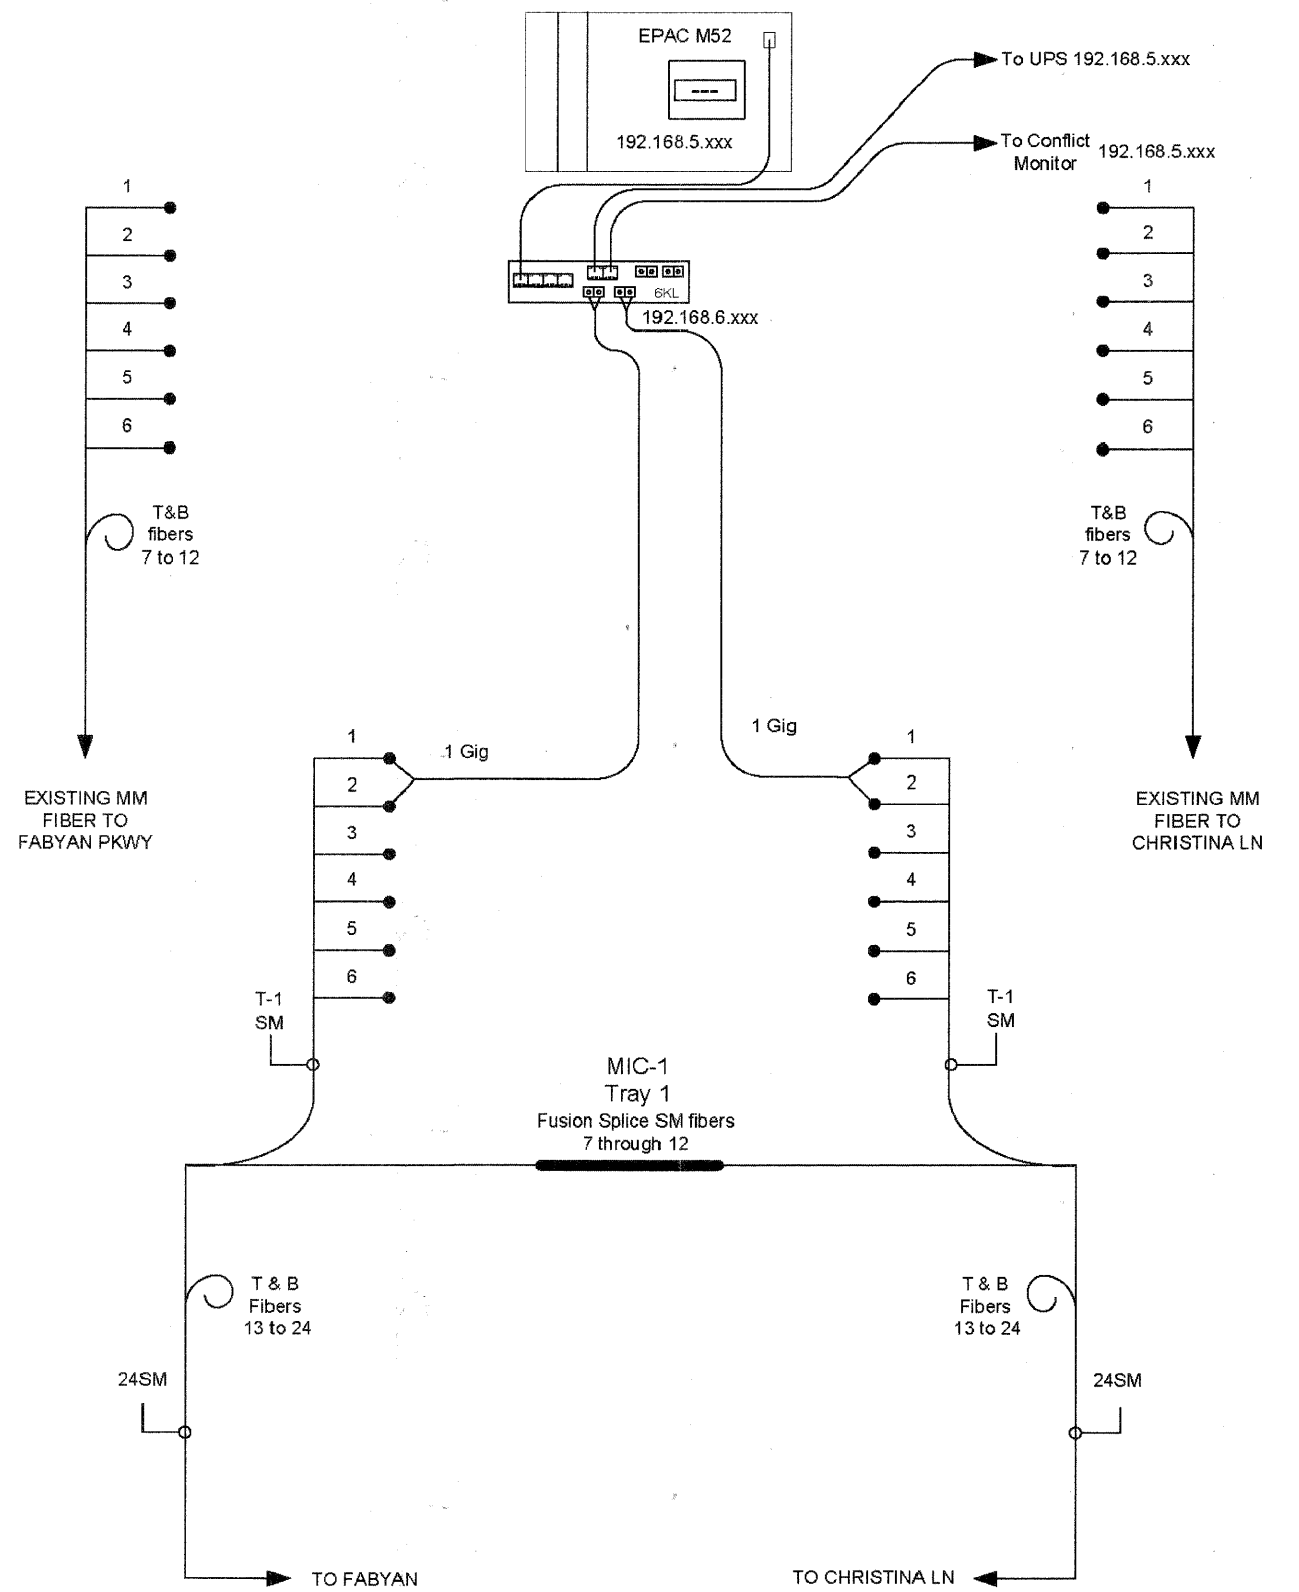 EPAC M52
---
192.168.5.xxx
To UPS 192.168.5.xxx
To Conflict
Monitor
192.168.5.xxx
6KL
192.168.6.xxx
1
2
3
4
5
6
T&B
fibers
7 to 12
EXISTING MM
FIBER TO
FABYAN PKWY
1
2
3
4
5
6
T&B
fibers
7 to 12
EXISTING MM
FIBER TO
CHRISTINA LN
1
2
3
4
5
6
1 Gig
T-1
SM
1 Gig
1
2
3
4
5
6
T-1
SM
MIC-1
Tray 1
Fusion Splice SM fibers
7 through 12
T & B
Fibers
13 to 24
24SM
TO FABYAN
T & B
Fibers
13 to 24
24SM
TO CHRISTINA LN